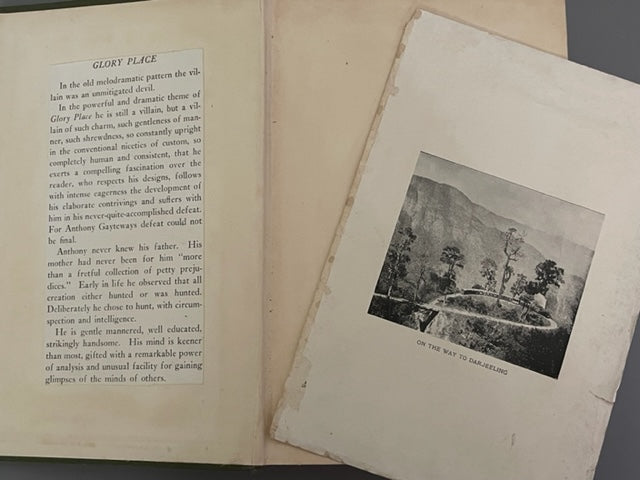 GLORY PLACE
In the old melodramatic pattern the vil-
lain was an unmitigated devil.
In the powerful and dramatic theme of
Glory Place he is still a villain, but a vil-
lain of such charm, such gentleness of man-
ner, such shrewdness, so constantly upright
in the conventional niceties of custom, so
completely human and consistent, that he
exerts a compelling fascination over the
reader, who respects his designs, follows
with intense eagerness the development of
his elaborate contrivings and suffers with
him in his never-quite-accomplished defeat.
For Anthony Gayteways defeat could not
be final.
Anthony never knew his father. His
mother had never been for him "more
than a fretful collection of petty preju-
dices." Early in life he observed that all
creation either hunted or was hunted.
Deliberately he chose to hunt, with circum-
spection and intelligence.
He is gentle mannered, well educated,
strikingly handsome. His mind is keener
than most, gifted with a remarkable power
of analysis and unusual facility for gaining
glimpses of the minds of others.
ON THE WAY TO DARJEELING